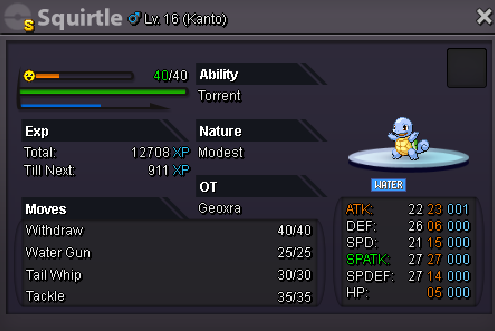 S Squirtle ♂ Lv. 16 (Kanto)
40/40
Ability
Torrent
Exp
Total: 12708 XP
Till Next: 911 XP
Nature
Modest
OT
Geoxra
WATER
Moves
Withdraw 40/40
Water Gun 25/25
Tail Whip 30/30
Tackle 35/35
ATK: 22 23 001
DEF: 26 06 000
SPD: 21 15 000
SPATK: 27 27 000
SPDEF: 27 14 000
HP: 05 000